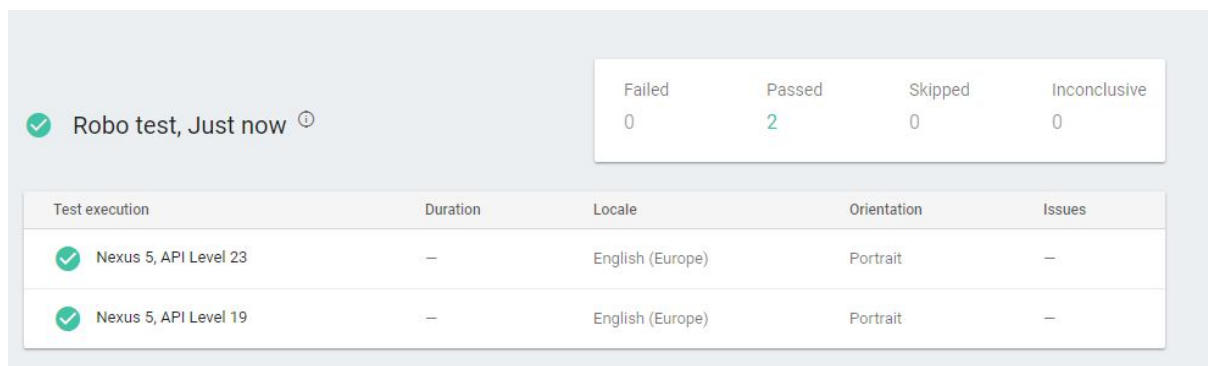 Failed Passed Skipped Inconclusive
0 2 0 0
Robo test, Just now
Test execution Duration Locale Orientation Issues
Nexus 5, API Level 23 — English (Europe) Portrait —
Nexus 5, API Level 19 — English (Europe) Portrait —